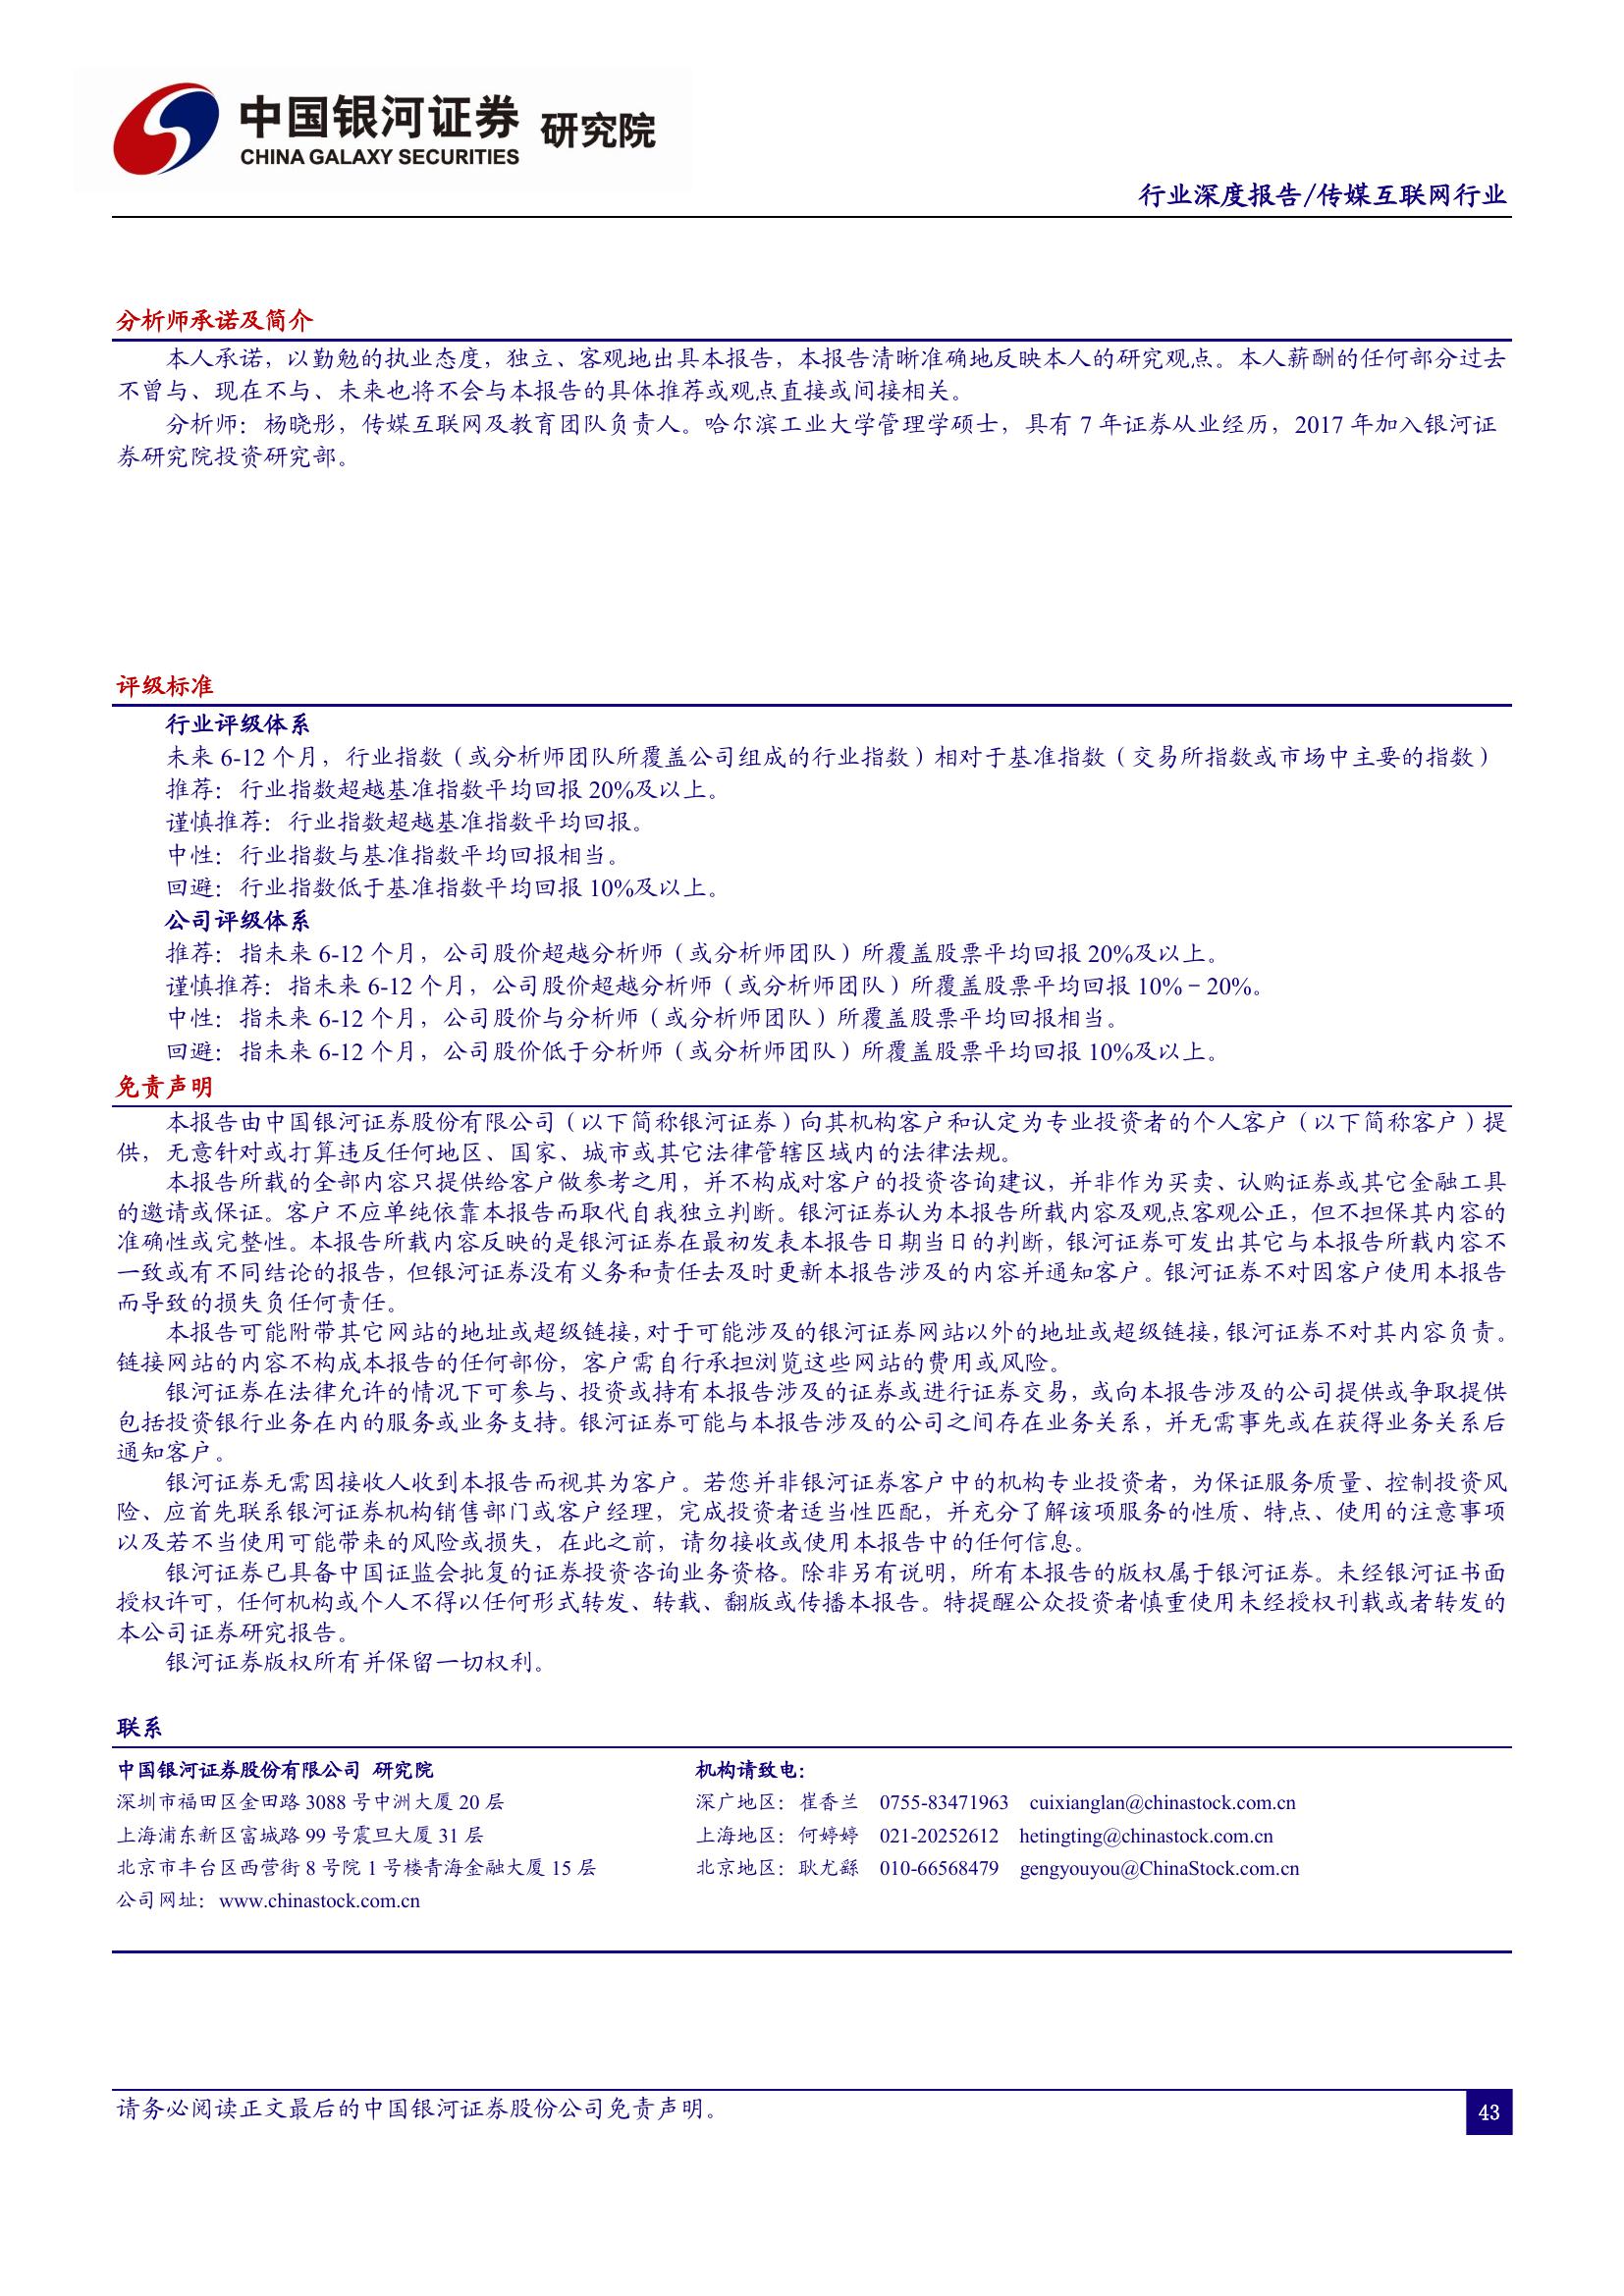 中国银河证券 研究院
CHINA GALAXY SECURITIES
行业深度报告/传媒互联网行业
分析师承诺及简介
本人承诺，以勤勉的执业态度，独立、客观地出具本报告，本报告清晰准确地反映本人的研究观点。本人薪酬的任何部分过去
不曾与、现在不与、未来也将不会与本报告的具体推荐或观点直接或间接相关。
分析师：杨晓彤，传媒互联网及教育团队负责人。哈尔滨工业大学管理学硕士，具有 7 年证券从业经历，2017 年加入银河证
券研究院投资研究部。
评级标准
行业评级体系
未来 6-12 个月，行业指数（或分析师团队所覆盖公司组成的行业指数）相对于基准指数（交易所指数或市场中主要的指数）
推荐：行业指数超越基准指数平均回报 20%及以上。
谨慎推荐：行业指数超越基准指数平均回报。
中性：行业指数与基准指数平均回报相当。
回避：行业指数低于基准指数平均回报 10%及以上。
公司评级体系
推荐：指未来 6-12 个月，公司股价超越分析师（或分析师团队）所覆盖股票平均回报 20%及以上。
谨慎推荐：指未来 6-12 个月，公司股价超越分析师（或分析师团队）所覆盖股票平均回报 10%－20%。
中性：指未来 6-12 个月，公司股价与分析师（或分析师团队）所覆盖股票平均回报相当。
回避：指未来 6-12 个月，公司股价低于分析师（或分析师团队）所覆盖股票平均回报 10%及以上。
免责声明
本报告由中国银河证券股份有限公司（以下简称银河证券）向其机构客户和认定为专业投资者的个人客户（以下简称客户）提
供，无意针对或打算违反任何地区、国家、城市或其它法律管辖区域内的法律法规。
本报告所载的全部内容只提供给客户做参考之用，并不构成对客户的投资咨询建议，并非作为买卖、认购证券或其它金融工具
的邀请或保证。客户不应单纯依靠本报告而取代自我独立判断。银河证券认为本报告所载内容及观点客观公正，但不担保其内容的
准确性或完整性。本报告所载内容反映的是银河证券在最初发表本报告日期当日的判断，银河证券可发出其它与本报告所载内容不
一致或有不同结论的报告，但银河证券没有义务和责任去及时更新本报告涉及的内容并通知客户。银河证券不对因客户使用本报告
而导致的损失负任何责任。
本报告可能附带其它网站的地址或超级链接，对于可能涉及的银河证券网站以外的地址或超级链接，银河证券不对其内容负责。
链接网站的内容不构成本报告的任何部份，客户需自行承担浏览这些网站的费用或风险。
银河证券在法律允许的情况下可参与、投资或持有本报告涉及的证券或进行证券交易，或向本报告涉及的公司提供或争取提供
包括投资银行业务在内的服务或业务支持。银河证券可能与本报告涉及的公司之间存在业务关系，并无需事先或在获得业务关系后
通知客户。
银河证券无需因接收人收到本报告而视其为客户。若您并非银河证券客户中的机构专业投资者，为保证服务质量、控制投资风
险、应首先联系银河证券机构销售部门或客户经理，完成投资者适当性匹配，并充分了解该项服务的性质、特点、使用的注意事项
以及若不当使用可能带来的风险或损失，在此之前，请勿接收或使用本报告中的任何信息。
银河证券已具备中国证监会批复的证券投资咨询业务资格。除非另有说明，所有本报告的版权属于银河证券。未经银河证书面
授权许可，任何机构或个人不得以任何形式转发、转载、翻版或传播本报告。特提醒公众投资者慎重使用未经授权刊载或者转发的
本公司证券研究报告。
银河证券版权所有并保留一切权利。
联系
中国银河证券股份有限公司 研究院
深圳市福田区金田路 3088 号中洲大厦 20 层
上海浦东新区富城路 99 号震旦大厦 31 层
北京市丰台区西营街 8 号院 1 号楼青海金融大厦 15 层
公司网址：www.chinastock.com.cn
机构请致电：
深广地区：崔香兰 0755-83471963 cuixianglan@chinastock.com.cn
上海地区：何婷婷 021-20252612 hetingting@chinastock.com.cn
北京地区：耿尤繇 010-66568479 gengyouyou@ChinaStock.com.cn
请务必阅读正文最后的中国银河证券股份公司免责声明。
43